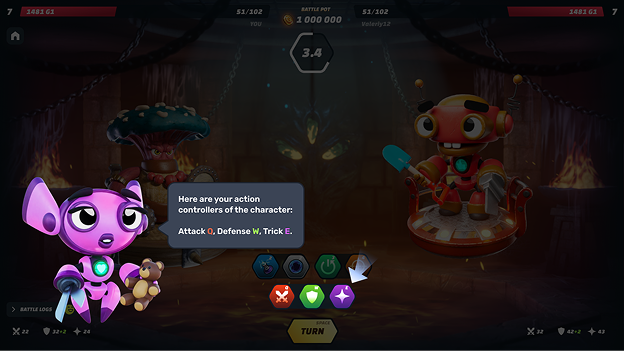 7
1481 G1
51/102
YOU
BATTLE POT
1 000 000
51/102
Valeriy12
1481 G1
7
3.4
Here are your action
controllers of the character:
Attack Q, Defense W, Trick E.
BATTLE LOGS
22
32+2
24
TURN
32
42+2
43